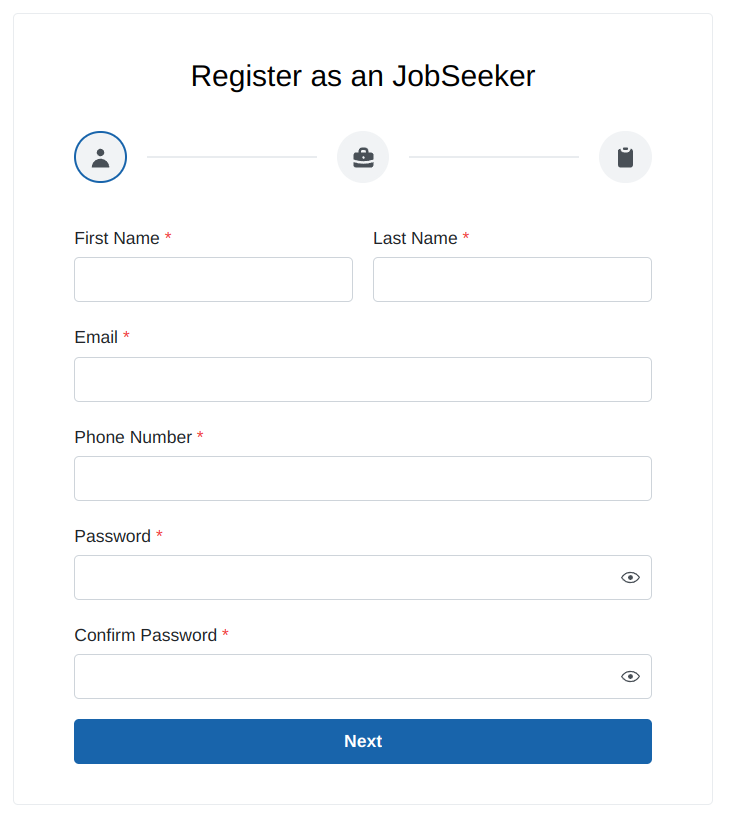 Register as an JobSeeker
First Name * Last Name *
Email *
Phone Number *
Password *
Confirm Password *
Next